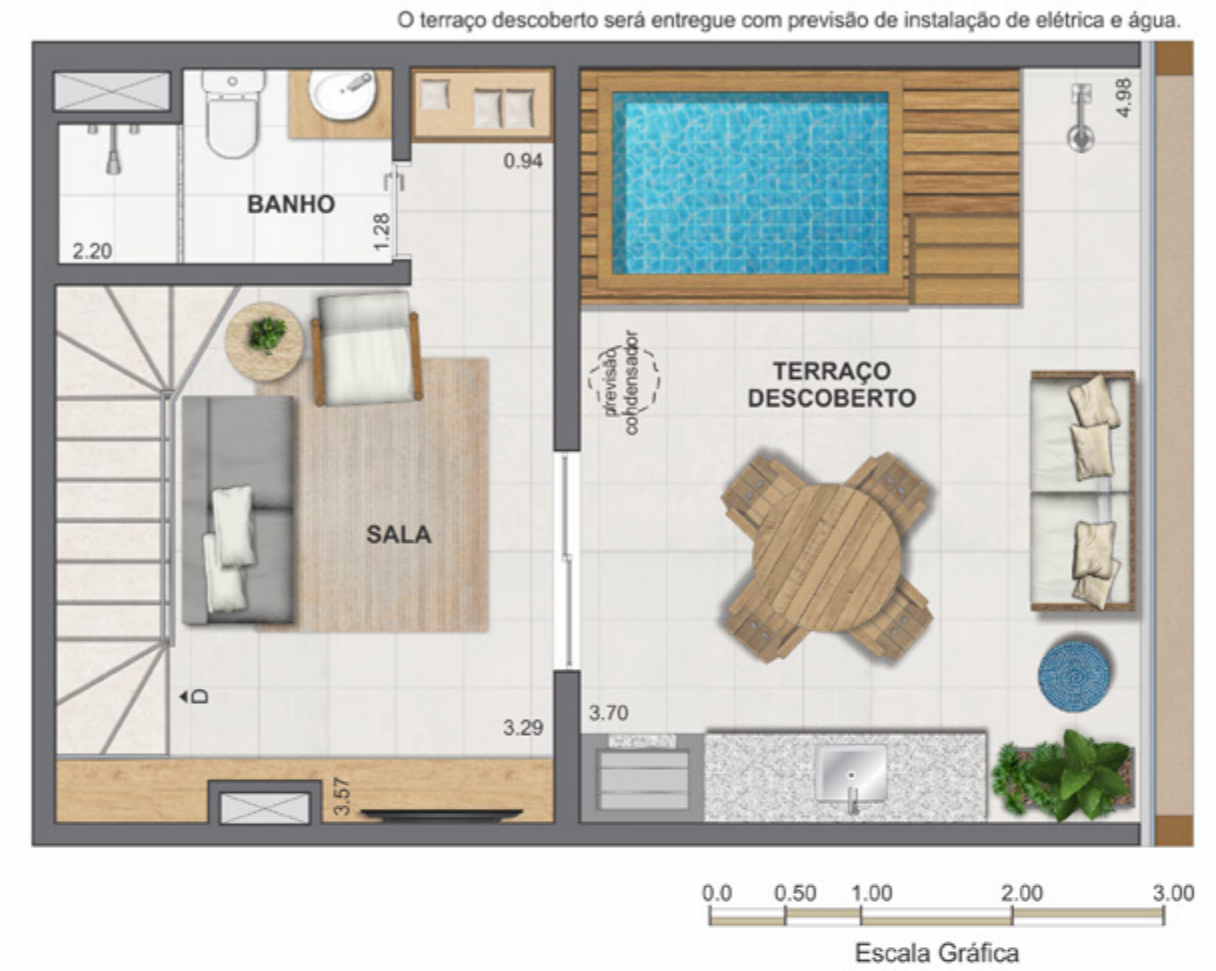 O terraço descoberto será entregue com previsão de instalação de elétrica e água.
4.98
0.94
BANHO
1.28
2.20
previsão
condensador
TERRAÇO
DESCOBERTO
SALA
D
3.29
3.70
3.57
0.0 0.50 1.00 2.00 3.00
Escala Gráfica